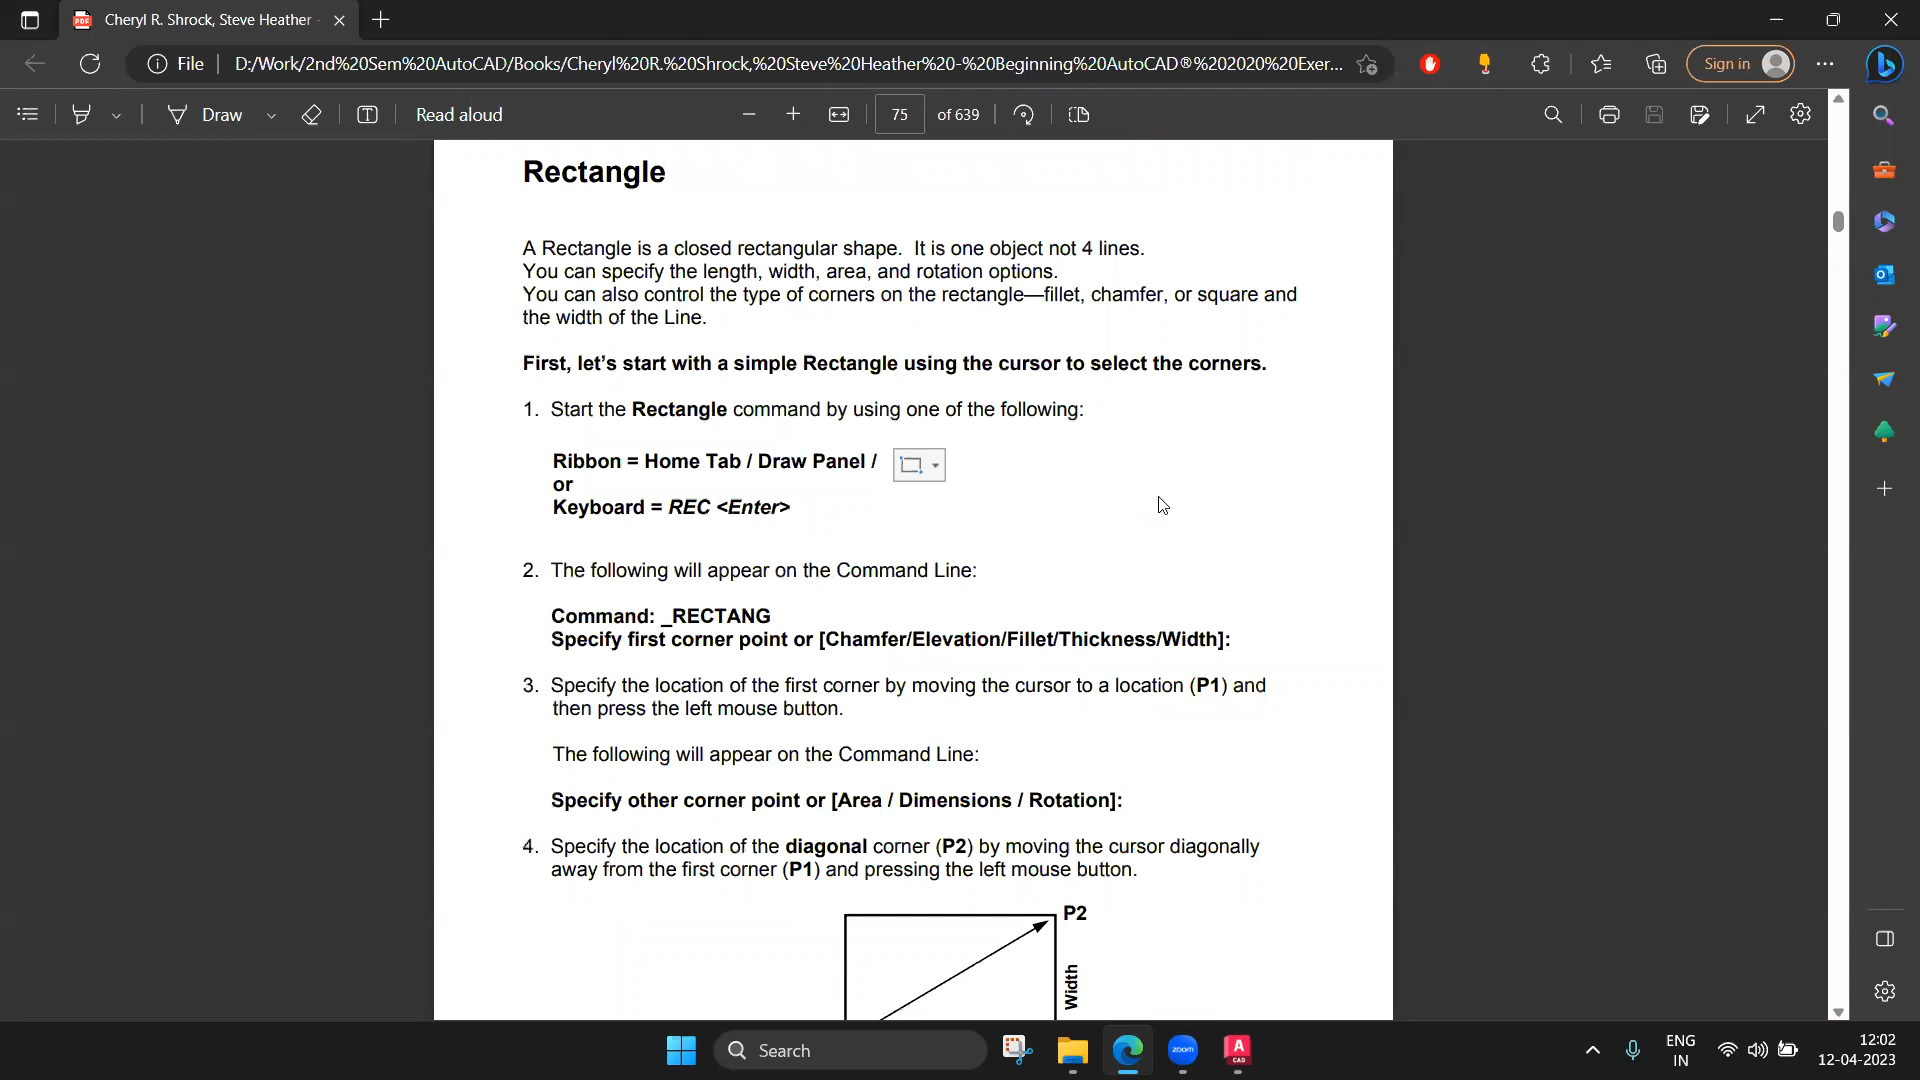 Cheryl R. Shrock, Steve Heather -
File
D:/Work/2nd%20Sem%20AutoCAD/Books/Cheryl%20R.%20Shrock,%20Steve%20Heather%20-%20Beginning%20AutoCAD®%202020%20Exer...
Sign in
Draw
Read aloud
75
of 639
Rectangle
A Rectangle is a closed rectangular shape. It is one object not 4 lines.
You can specify the length, width, area, and rotation options.
You can also control the type of corners on the rectangle—fillet, chamfer, or square and
the width of the Line.
First, let’s start with a simple Rectangle using the cursor to select the corners.
1. Start the Rectangle command by using one of the following:
Ribbon = Home Tab / Draw Panel /
or
Keyboard = REC <Enter>
2. The following will appear on the Command Line:
Command: _RECTANG
Specify first corner point or [Chamfer/Elevation/Fillet/Thickness/Width]:
3. Specify the location of the first corner by moving the cursor to a location (P1) and
then press the left mouse button.
The following will appear on the Command Line:
Specify other corner point or [Area / Dimensions / Rotation]:
4. Specify the location of the diagonal corner (P2) by moving the cursor diagonally
away from the first corner (P1) and pressing the left mouse button.
P2
Width
Search
zoom
A
CAD
ENG
IN
12:02
12-04-2023